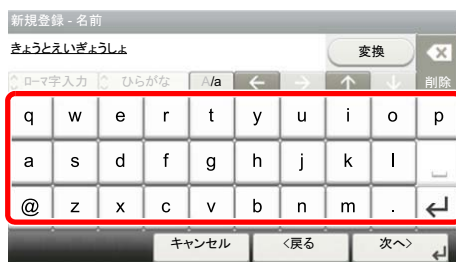 新規登録 - 名前
きょうとえいぎょうしょ
変換
ローマ字入力 ひらがな A/a ← → ↑ ↓ 削除
q w e r t y u i o p
a s d f g h j k l
@ z x c v b n m . ↵
キャンセル <戻る 次へ> ↵